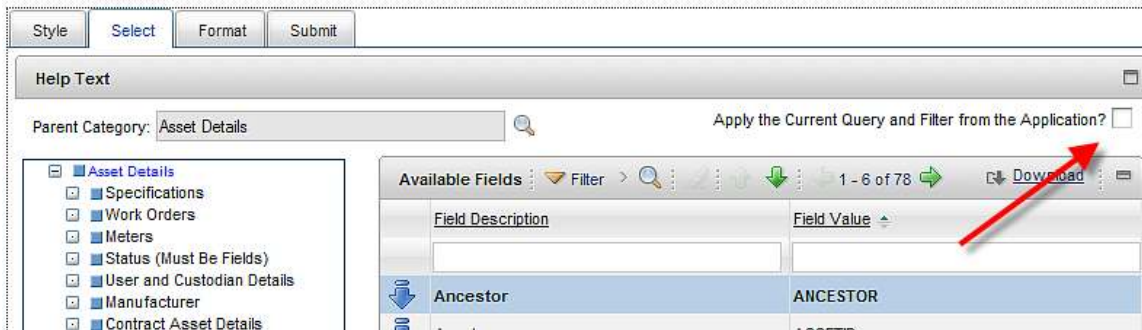 Style Select Format Submit
Help Text
Parent Category: Asset Details
Apply the Current Query and Filter from the Application?
Asset Details
Specifications
Work Orders
Meters
Status (Must Be Fields)
User and Custodian Details
Manufacturer
Contract Asset Details
Available Fields Filter 1 - 6 of 78 Download
Field Description Field Value
Ancestor ANCESTOR